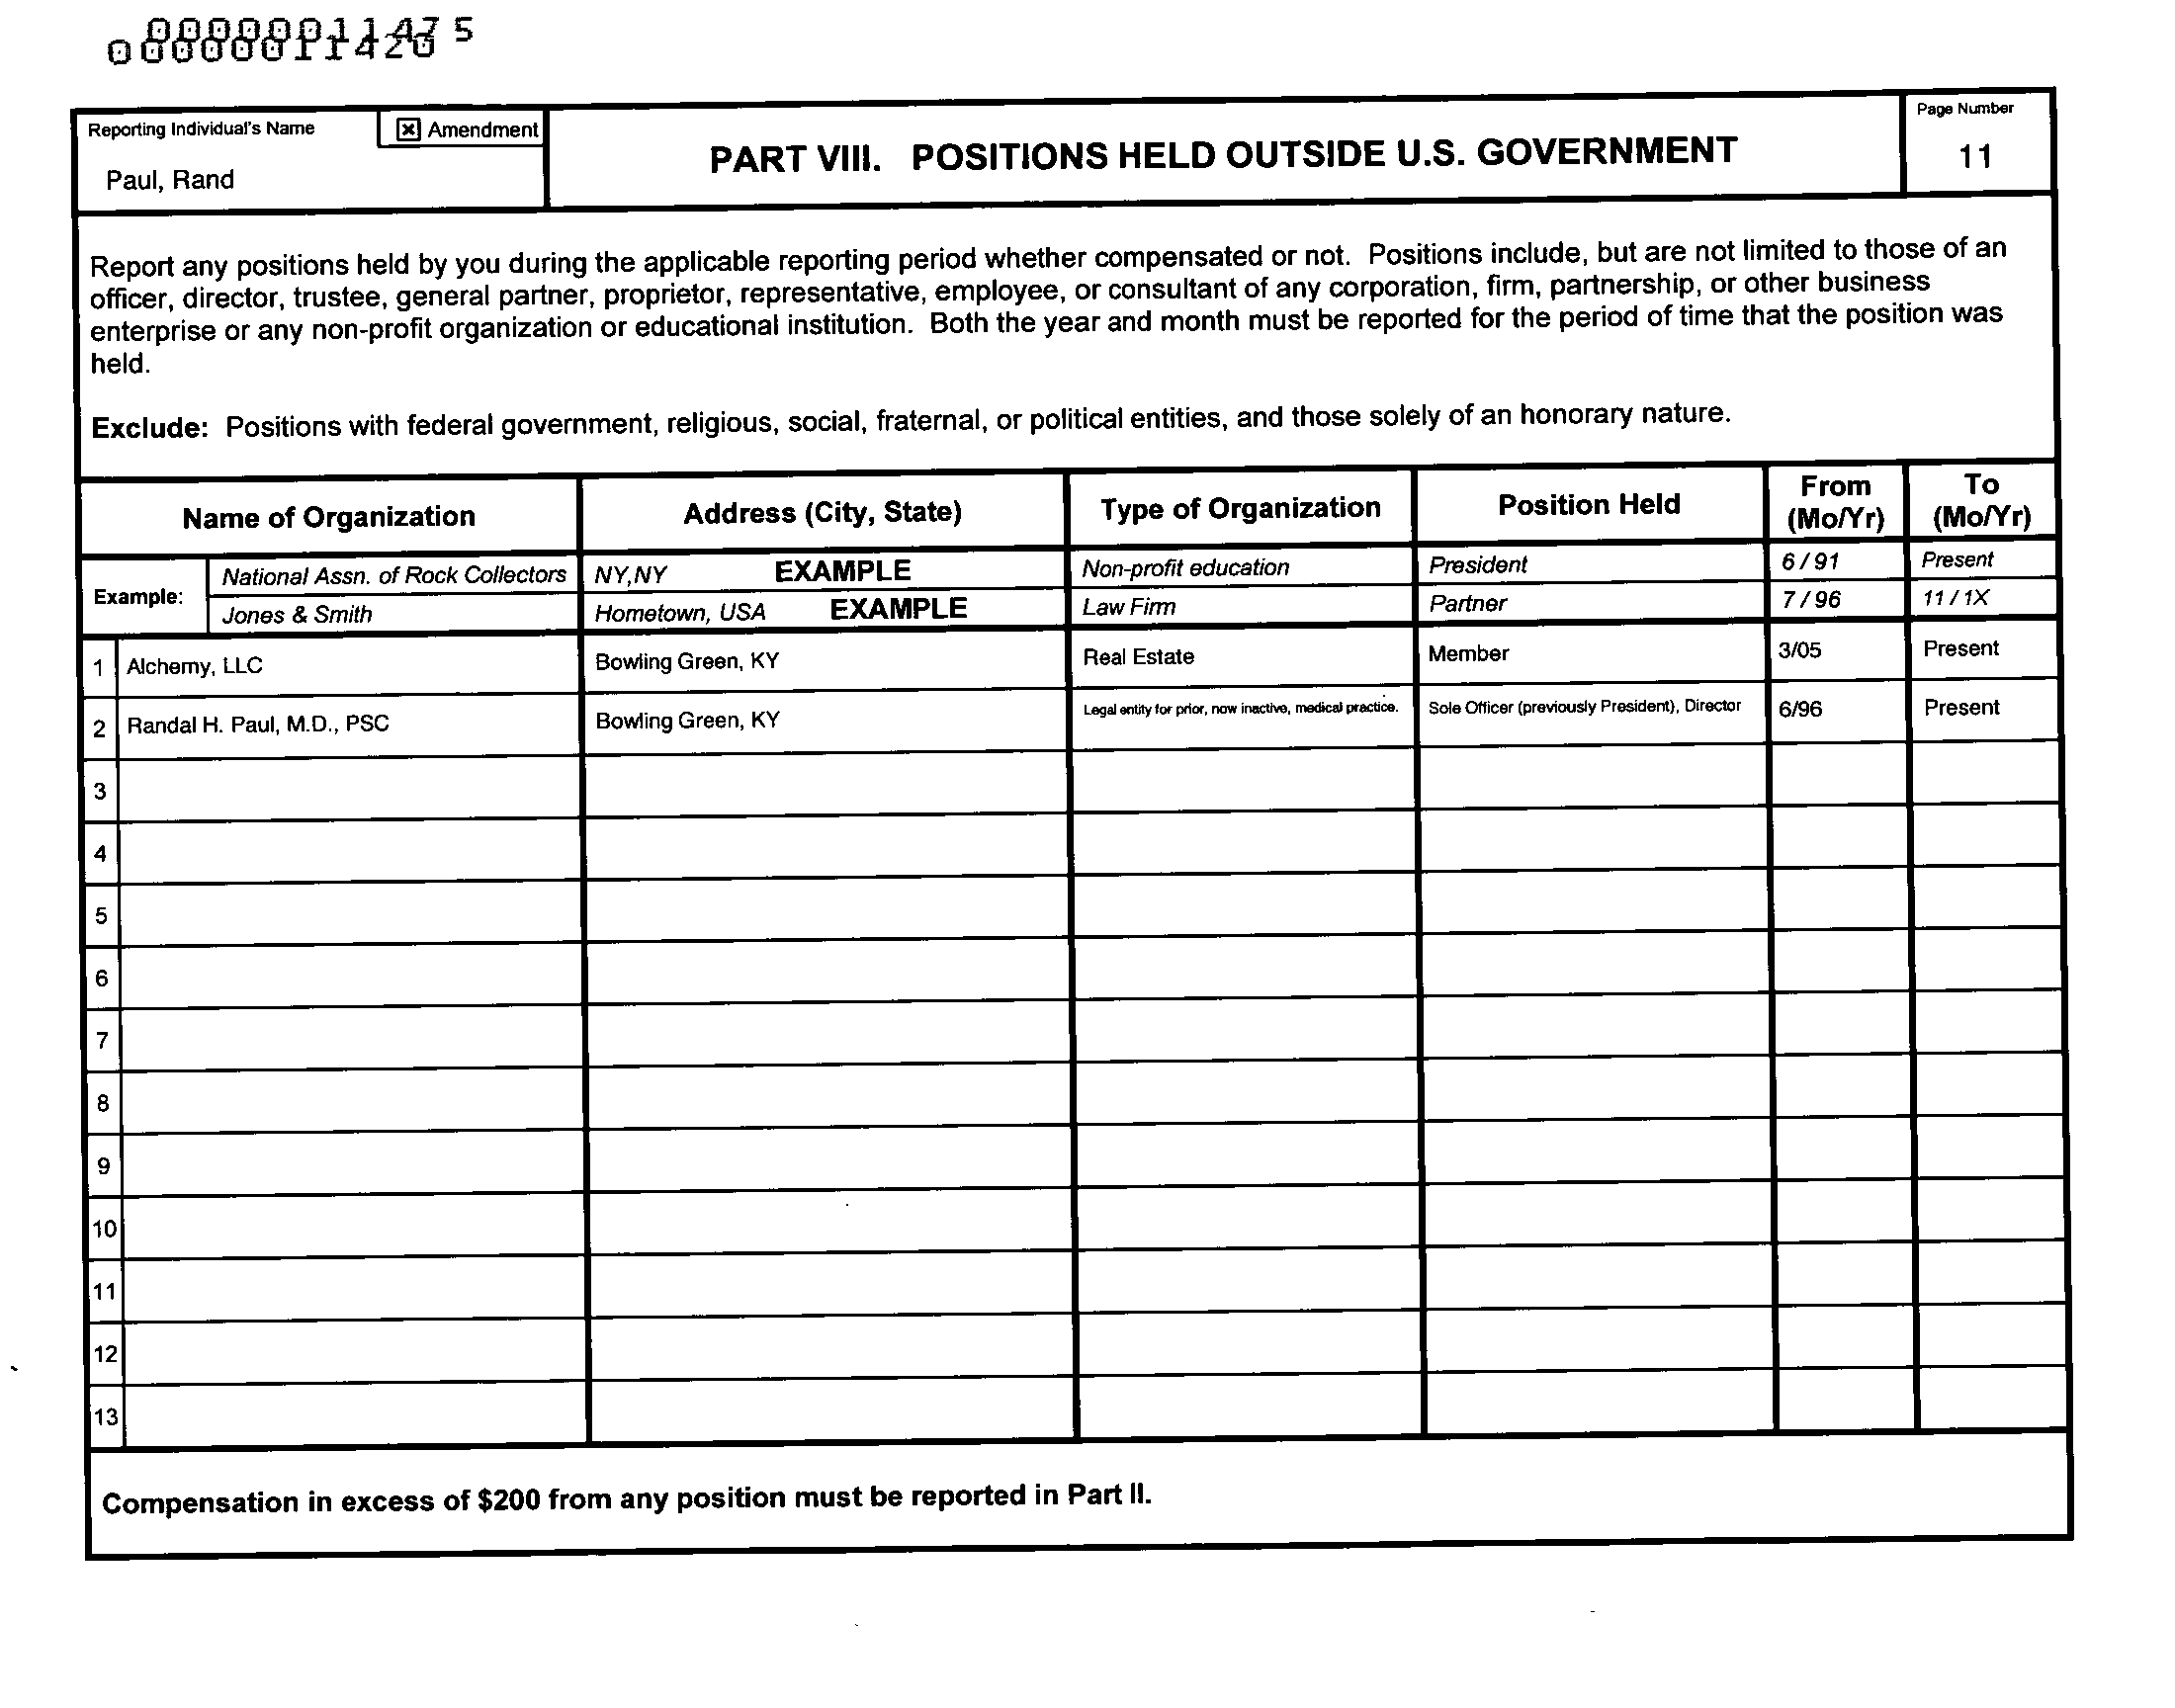 Reporting Individual's Name
Amendment
Paul, Rand
PART VIII. POSITIONS HELD OUTSIDE U.S. GOVERNMENT
Page Number
11
Report any positions held by you during the applicable reporting period whether compensated or not. Positions include, but are not limited to those of an
officer, director, trustee, general partner, proprietor, representative, employee, or consultant of any corporation, firm, partnership, or other business
enterprise or any non-profit organization or educational institution. Both the year and month must be reported for the period of time that the position was
held.
Exclude: Positions with federal government, religious, social, fraternal, or political entities, and those solely of an honorary nature.
Name of Organization Address (City, State) Type of Organization Position Held From (Mo/Yr) To (Mo/Yr)
Example:
National Assn. of Rock Collectors NY,NY EXAMPLE Non-profit education President 6 / 91 Present
Jones & Smith Hometown, USA EXAMPLE Law Firm Partner 7 / 96 11 / 1X
1 Alchemy, LLC Bowling Green, KY Real Estate Member 3/05 Present
2 Randal H. Paul, M.D., PSC Bowling Green, KY Legal entity for prior, now inactive, medical practice. Sole Officer (previously President), Director 6/96 Present
3
4
5
6
7
8
9
10
11
12
13
Compensation in excess of $200 from any position must be reported in Part II.